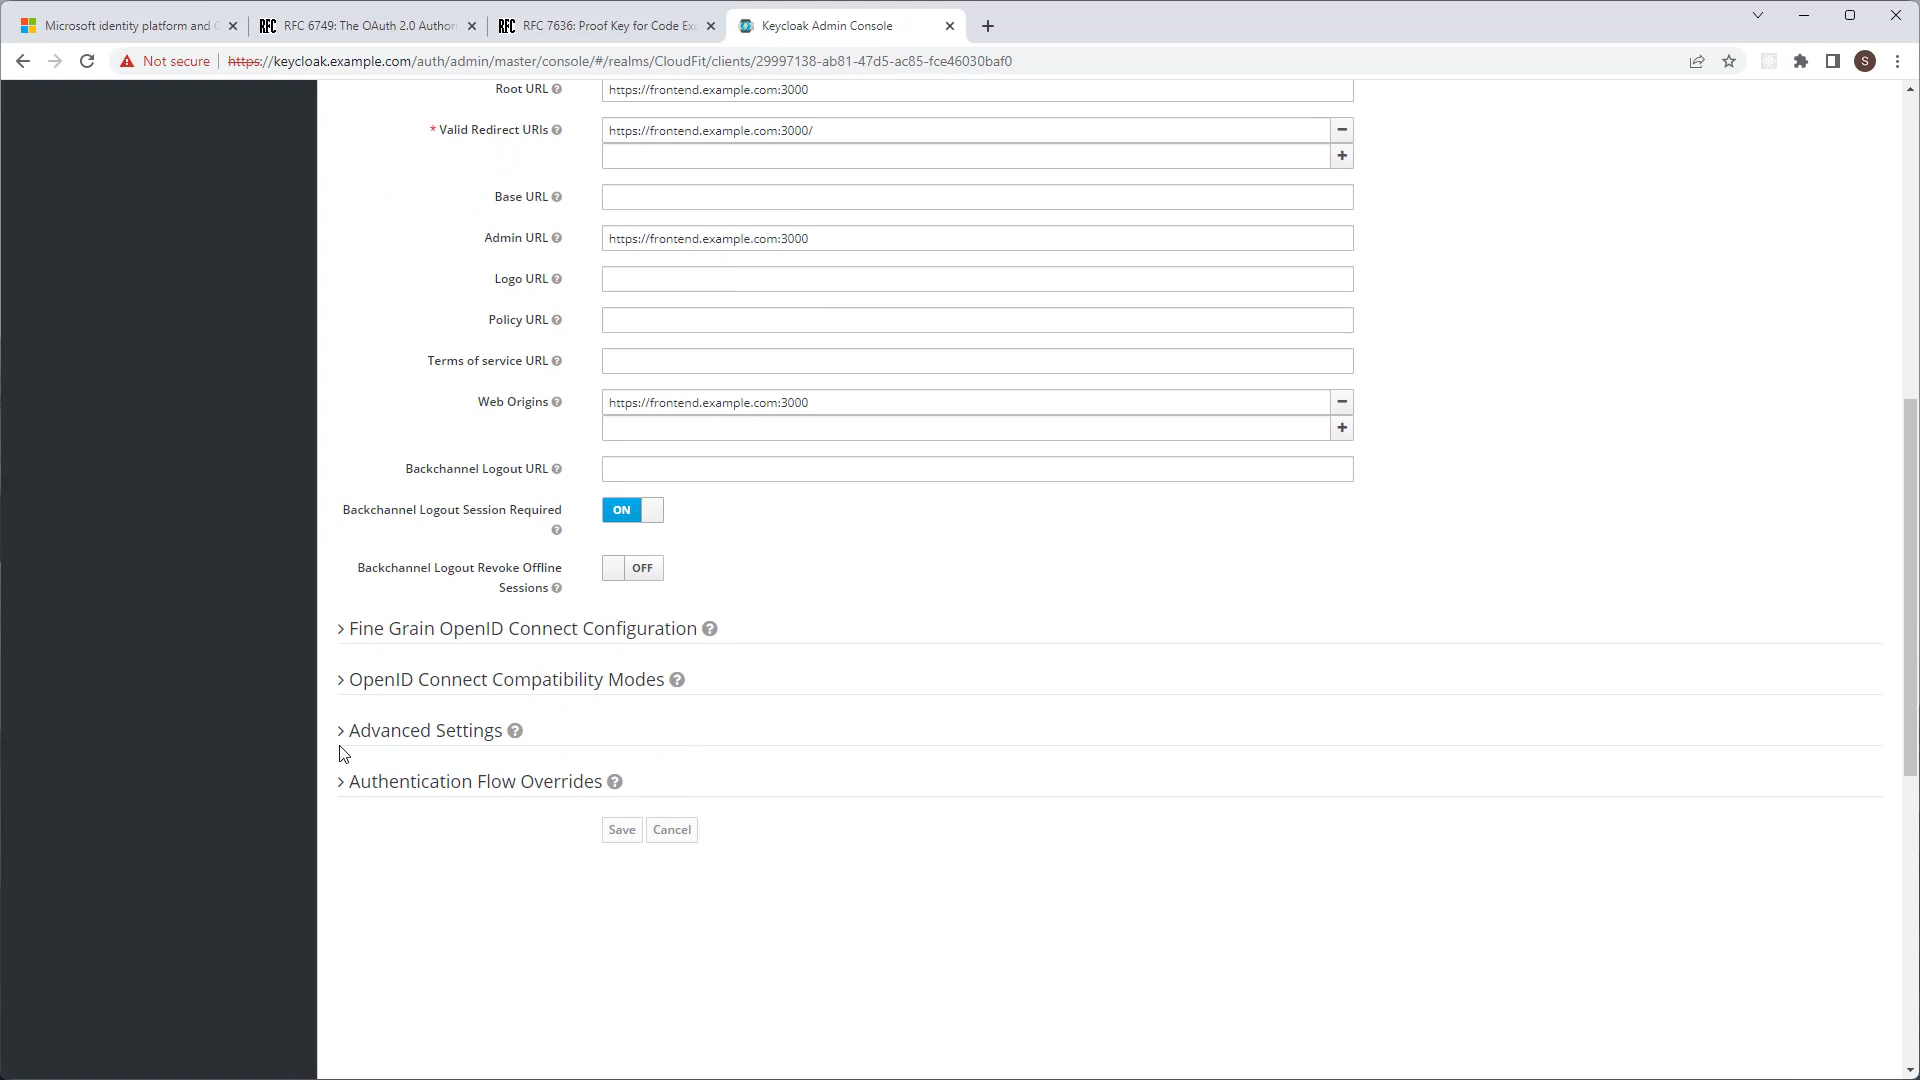 Microsoft identity platform and
RFC 6749: The OAuth 2.0 Author
RFC 7636: Proof Key for Code Ex
Keycloak Admin Console
Not secure
https://keycloak.example.com/auth/admin/master/console/#/realms/CloudFit/clients/29997138-ab81-47d5-ac85-fce46030baf0
S
Root URL
https://frontend.example.com:3000
* Valid Redirect URIs
https://frontend.example.com:3000/
Base URL
Admin URL
https://frontend.example.com:3000
Logo URL
Policy URL
Terms of service URL
Web Origins
https://frontend.example.com:3000
Backchannel Logout URL
Backchannel Logout Session Required
ON
Backchannel Logout Revoke Offline
Sessions
OFF
Fine Grain OpenID Connect Configuration
OpenID Connect Compatibility Modes
Advanced Settings
Authentication Flow Overrides
Save
Cancel